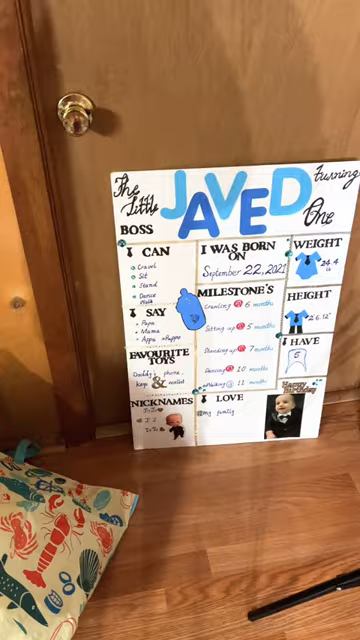 The Little
JAVED
turning
One
BOSS
CAN
Crawl
Sit
Stand
Dance
Walk
SAY
Papa
Mama
Appa
FAVOURITE
TOYS
Daddy's phone,
keys & wallet
NICKNAMES
I WAS BORN
ON
September 22, 2021
MILESTONE'S
Crawling @ 6 months
Sitting up @ 5 months
Standing up @ 7 months
Dancing @ 10 months
Walking @ 11 months
I LOVE
My family
WEIGHT
24.4
HEIGHT
I HAVE
5
Happy
Birthday